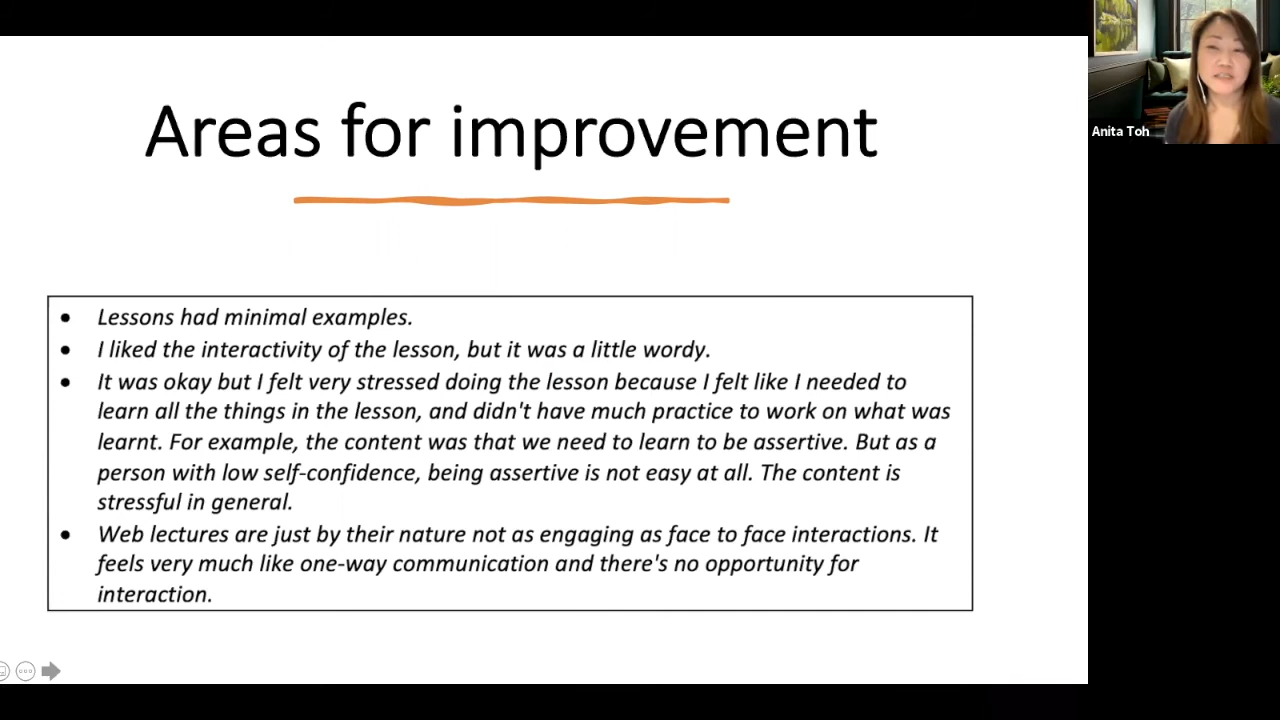 Areas for improvement
Anita Toh
• Lessons had minimal examples.
• I liked the interactivity of the lesson, but it was a little wordy.
• It was okay but I felt very stressed doing the lesson because I felt like I needed to
learn all the things in the lesson, and didn't have much practice to work on what was
learnt. For example, the content was that we need to learn to be assertive. But as a
person with low self-confidence, being assertive is not easy at all. The content is
stressful in general.
• Web lectures are just by their nature not as engaging as face to face interactions. It
feels very much like one-way communication and there's no opportunity for
interaction.